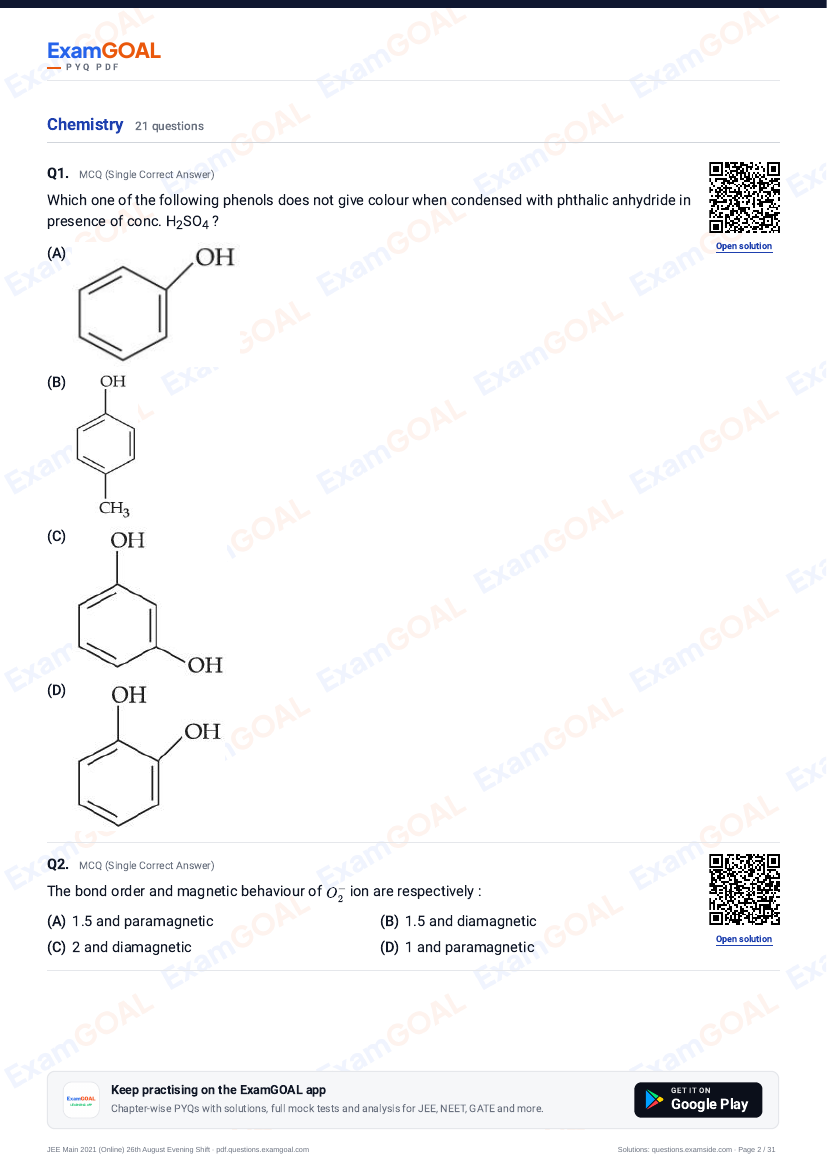 ExamGOAL
PYQ PDF
Chemistry 21 questions
Q1. MCQ (Single Correct Answer)
Which one of the following phenols does not give colour when condensed with phthalic anhydride in
presence of conc. H₂SO₄ ?
Open solution
(A)
OH
(B)
OH
CH₃
(C)
OH
OH
(D)
OH
OH
Q2. MCQ (Single Correct Answer)
The bond order and magnetic behaviour of O₂⁻ ion are respectively :
(A) 1.5 and paramagnetic (B) 1.5 and diamagnetic
(C) 2 and diamagnetic (D) 1 and paramagnetic
Open solution
Keep practising on the ExamGOAL app
Chapter-wise PYQs with solutions, full mock tests and analysis for JEE, NEET, GATE and more.
GET IT ON
Google Play
JEE Main 2021 (Online) 26th August Evening Shift · pdf.questions.examgoal.com
Solutions: questions.examside.com · Page 2 / 31